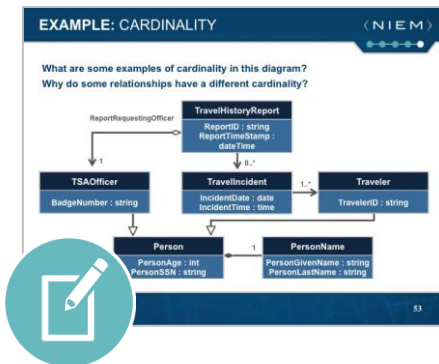 EXAMPLE: CARDINALITY
〈NIEM〉
What are some examples of cardinality in this diagram?
Why do some relationships have a different cardinality?
TravelHistoryReport
ReportRequestingOfficer
ReportID : string
ReportTimeStamp :
dateTime
1
0..*
TSAOfficer
BadgeNumber : string
TravelIncident
IncidentDate : date
IncidentTime : time
1..*
Traveler
TravelerID : string
Person
PersonAge : int
PersonSSN : string
1
PersonName
PersonGivenName : string
PersonLastName : string
53